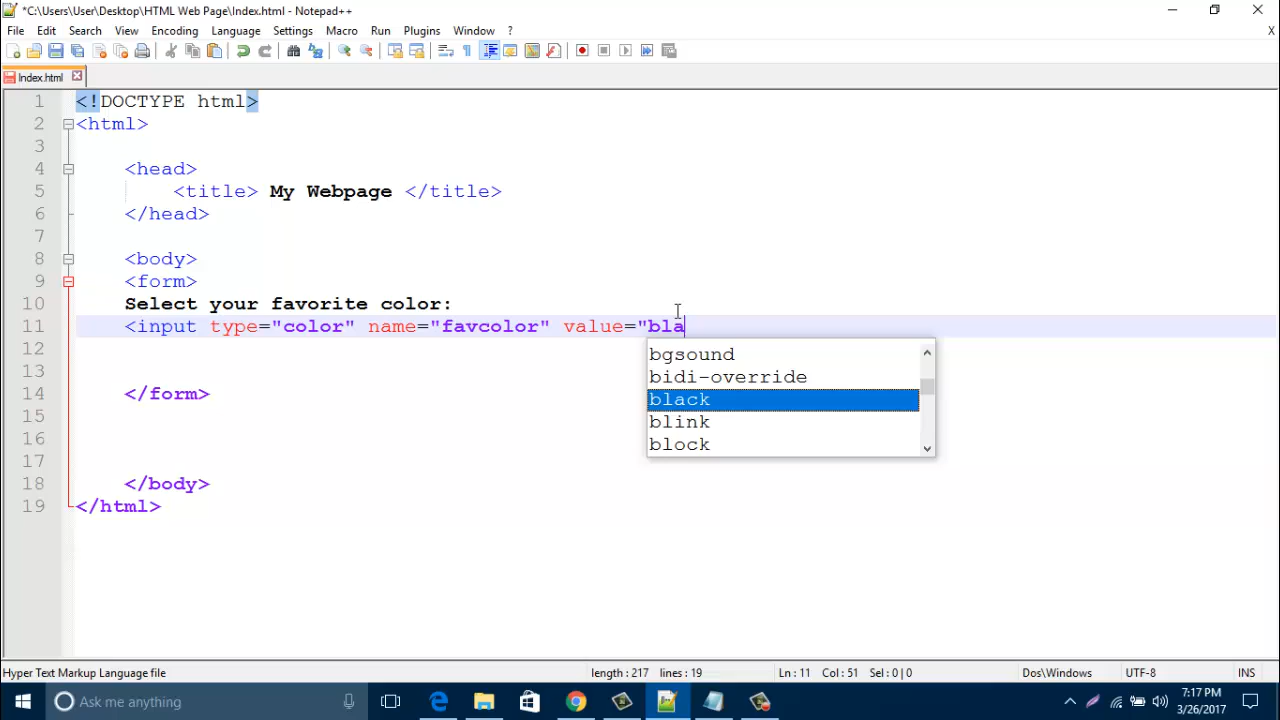 *C:\Users\User\Desktop\HTML Web Page\Index.html - Notepad++
File Edit Search View Encoding Language Settings Macro Run Plugins Window ? X
Index.html
1 <!DOCTYPE html>
2 <html>
3
4 <head>
5 <title> My Webpage </title>
6 </head>
7
8 <body>
9 <form>
10 Select your favorite color:
11 <input type="color" name="favcolor" value="bla
12
bgsound
13
bidi-override
14 </form>
black
15
blink
16
block
17
18 </body>
19 </html>
Hyper Text Markup Language file length : 217 lines : 19 Ln : 11 Col : 51 Sel : 0 | 0 Dos\Windows UTF-8 INS
Ask me anything
7:17 PM
3/26/2017